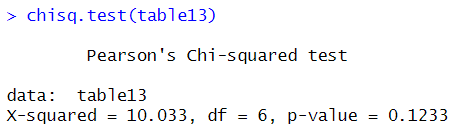 > chisq.test(table13)
Pearson's Chi-squared test
data:  table13
X-squared = 10.033, df = 6, p-value = 0.1233